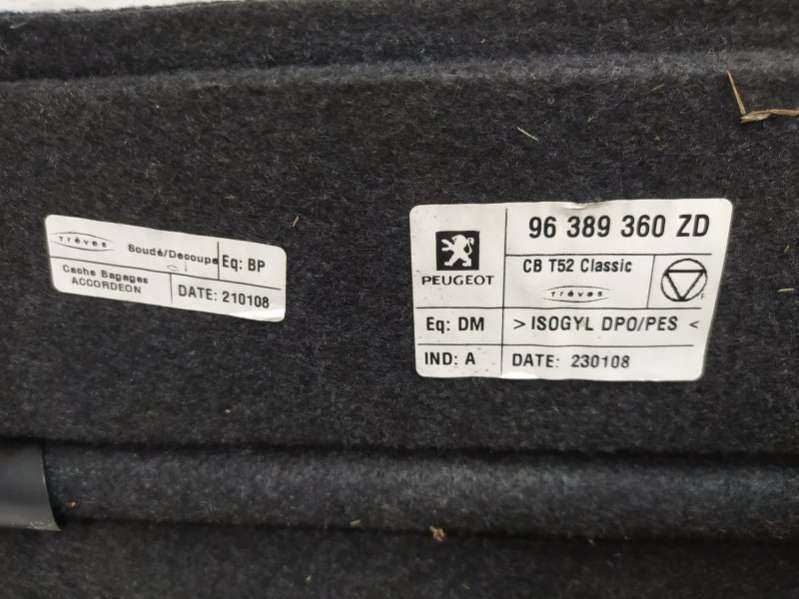 Trèves
Soudé/Decoupe
Eq: BP
Cache Bagages
ACCORDEON
DATE: 210108
PEUGEOT
96 389 360 ZD
CB T52 Classic
Trèves
Eq: DM
> ISOGYL DPO/PES <
IND: A
DATE: 230108